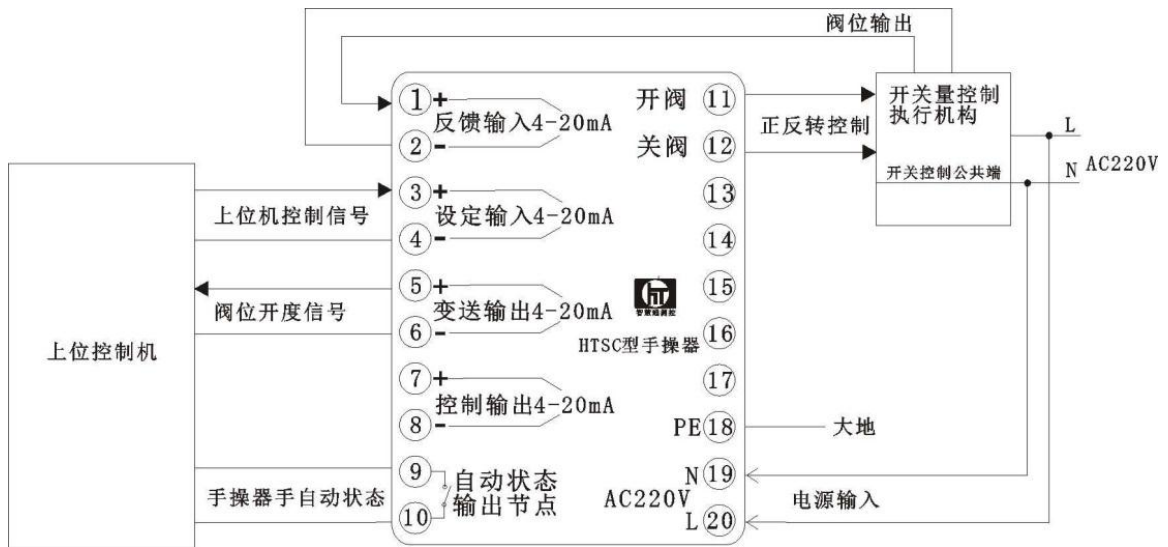 阀位输出
① +
反馈输入4-20mA
② -
③ +
设定输入4-20mA
④ -
⑤ +
变送输出4-20mA
⑥ -
⑦ +
控制输出4-20mA
⑧ -
⑨
自动状态
输出节点
⑩
上位控制机
上位机控制信号
阀位开度信号
手操器手自动状态
开阀 ⑪
关阀 ⑫
⑬
⑭
⑮
HT
HTSC型手操器
⑯
⑰
PE ⑱
大地
N ⑲
AC220V
L ⑳
电源输入
正反转控制
开关量控制
执行机构
开关控制公共端
L
N
AC220V